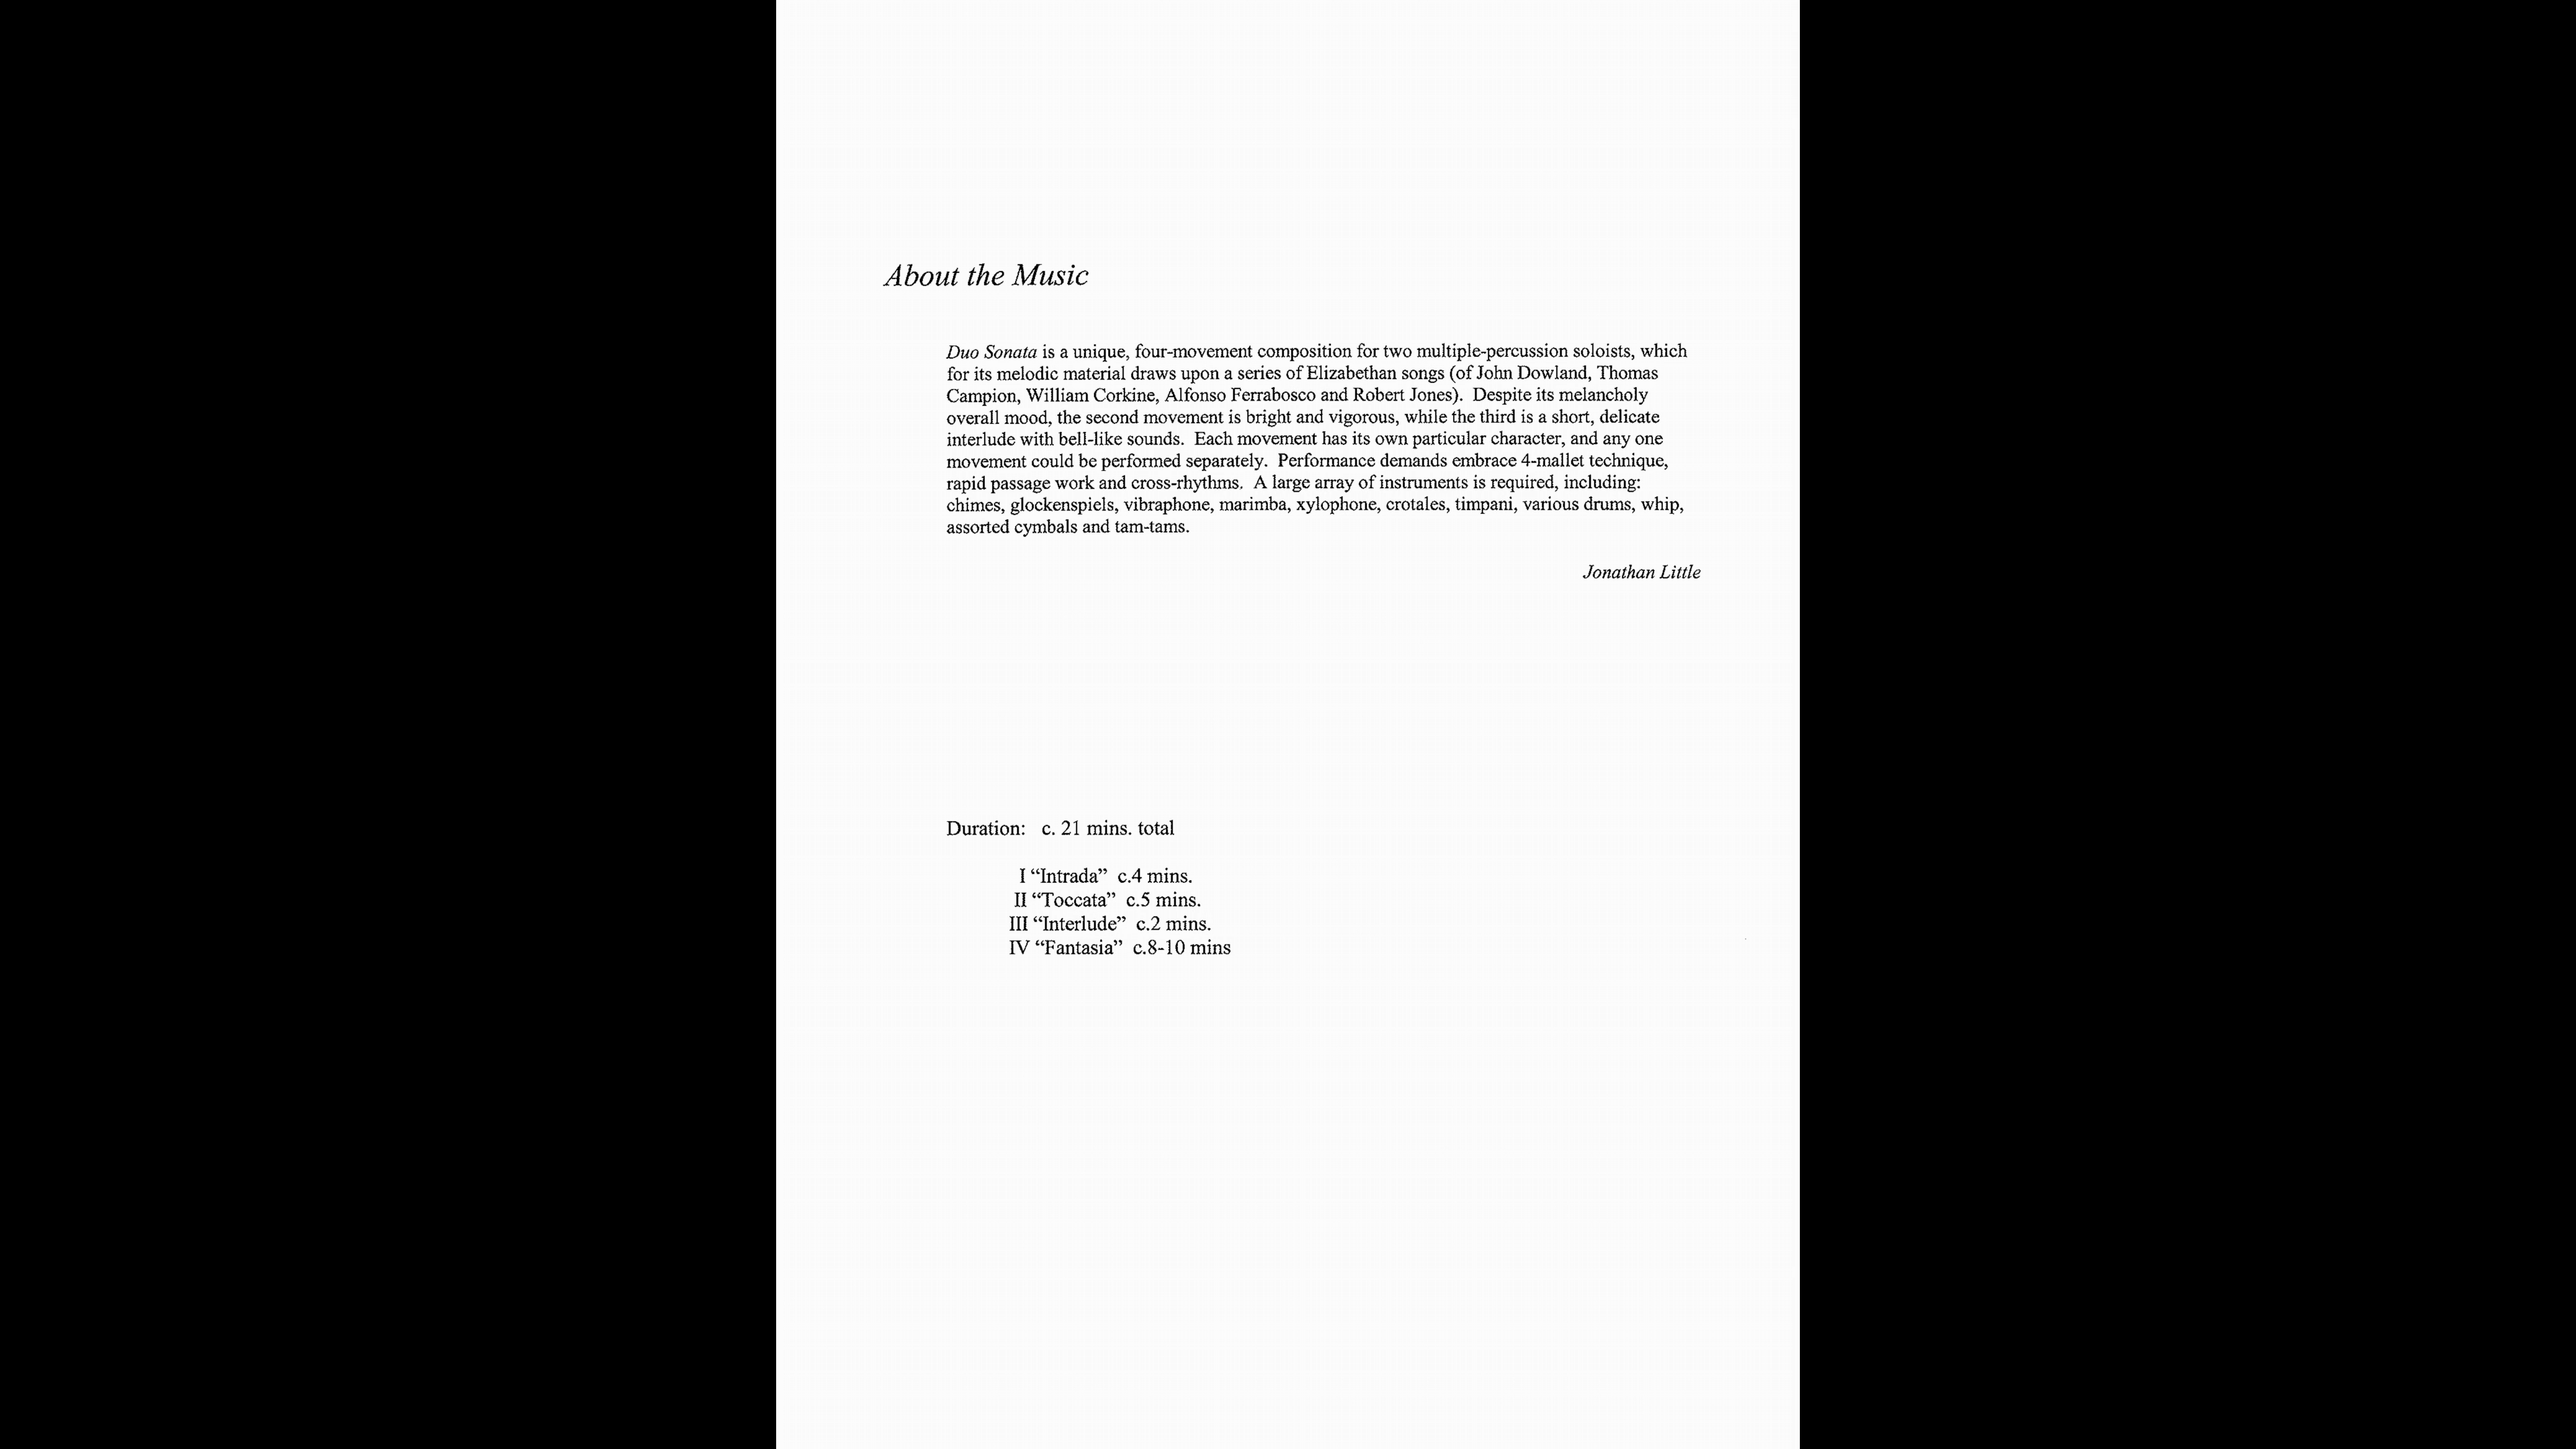 About the Music
Duo Sonata is a unique, four-movement composition for two multiple-percussion soloists, which
for its melodic material draws upon a series of Elizabethan songs (of John Dowland, Thomas
Campion, William Corkine, Alfonso Ferrabosco and Robert Jones).  Despite its melancholy
overall mood, the second movement is bright and vigorous, while the third is a short, delicate
interlude with bell-like sounds.  Each movement has its own particular character, and any one
movement could be performed separately.  Performance demands embrace 4-mallet technique,
rapid passage work and cross-rhythms.  A large array of instruments is required, including:
chimes, glockenspiels, vibraphone, marimba, xylophone, crotales, timpani, various drums, whip,
assorted cymbals and tam-tams.
Jonathan Little
Duration:   c. 21 mins. total
I “Intrada”  c.4 mins.
II “Toccata”  c.5 mins.
III “Interlude”  c.2 mins.
IV “Fantasia”  c.8-10 mins